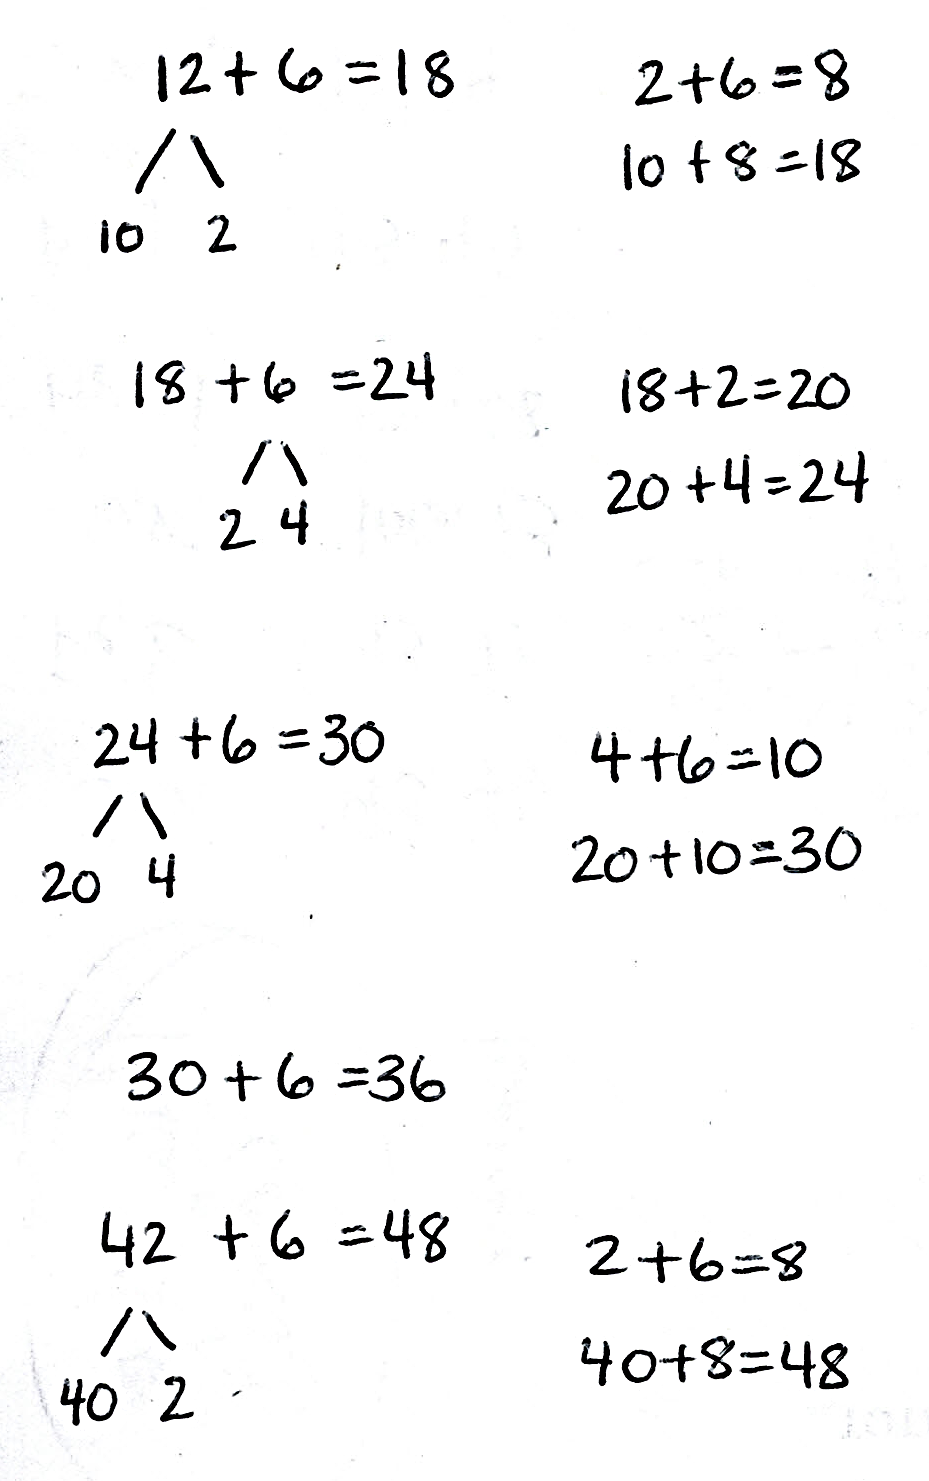 12 + 6 = 18
2 + 6 = 8
10 + 8 = 18
10 2
18 + 6 = 24
18 + 2 = 20
20 + 4 = 24
2 4
24 + 6 = 30
4 + 6 = 10
20 + 10 = 30
20 4
30 + 6 = 36
42 + 6 = 48
2 + 6 = 8
40 + 8 = 48
40 2